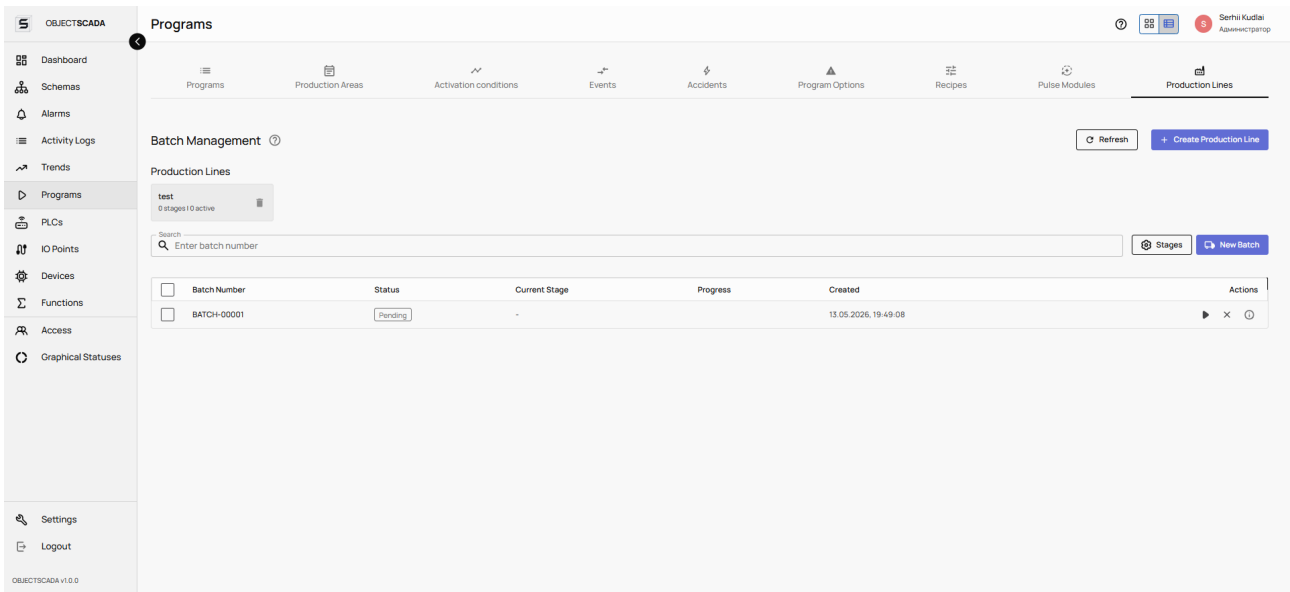 OBJECTSCADA
Programs
S
Serhii Kudlai
Администратор
Dashboard
Schemas
Alarms
Activity Logs
Trends
Programs
PLCs
IO Points
Devices
Functions
Access
Graphical Statuses
Settings
Logout
OBJECTSCADA v1.0.0
Programs
Production Areas
Activation conditions
Events
Accidents
Program Options
Recipes
Pulse Modules
Production Lines
Batch Management
Refresh
+ Create Production Line
Production Lines
test
0 stages | 0 active
Search
Enter batch number
Stages
New Batch
Batch Number Status Current Stage Progress Created Actions
BATCH-00001 Pending - 13.05.2026, 19:49:08